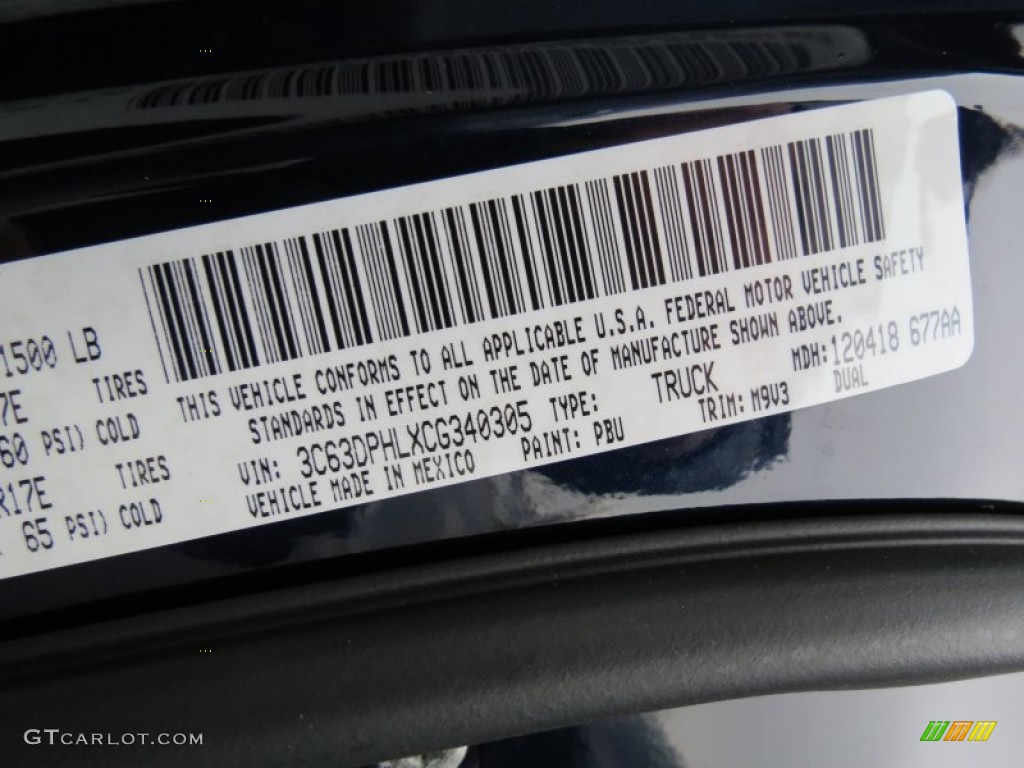 1500 LB
7E TIRES
60 PSI) COLD
R17E TIRES
65 PSI) COLD
THIS VEHICLE CONFORMS TO ALL APPLICABLE U.S.A. FEDERAL MOTOR VEHICLE SAFETY
STANDARDS IN EFFECT ON THE DATE OF MANUFACTURE SHOWN ABOVE.
MDH: 120418 677AA
VIN: 3C63DPHLXCG340305 TYPE: TRUCK DUAL
VEHICLE MADE IN MEXICO PAINT: PBU TRIM: M9V3
GTCARLOT.COM